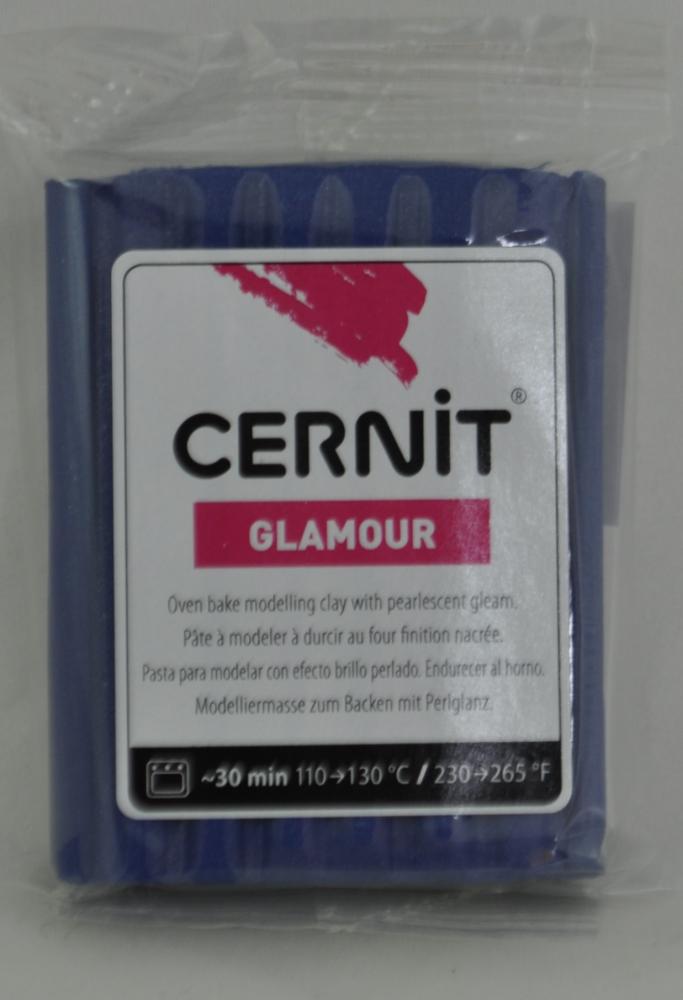 CERNiT®
GLAMOUR
Oven bake modelling clay with pearlescent gleam.
Pâte à modeler à durcir au four finition nacrée.
Pasta para modelar con efecto brillo perlado. Endurecer al horno.
Modelliermasse zum Backen mit Perlglanz.
~30 min 110→130 °C / 230→265 °F